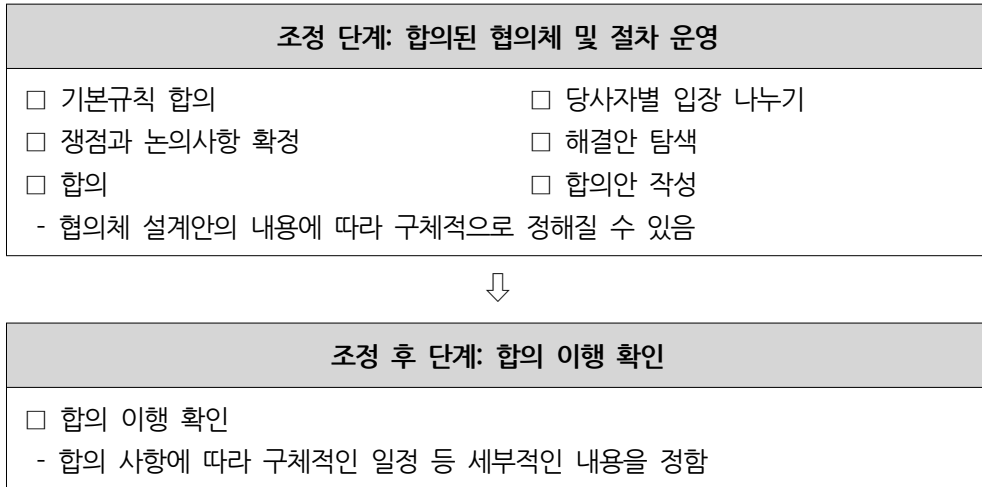 조정 단계: 합의된 협의체 및 절차 운영
□ 기본규칙 합의 □ 당사자별 입장 나누기
□ 쟁점과 논의사항 확정 □ 해결안 탐색
□ 합의 □ 합의안 작성
- 협의체 설계안의 내용에 따라 구체적으로 정해질 수 있음
⇩
조정 후 단계: 합의 이행 확인
□ 합의 이행 확인
- 합의 사항에 따라 구체적인 일정 등 세부적인 내용을 정함